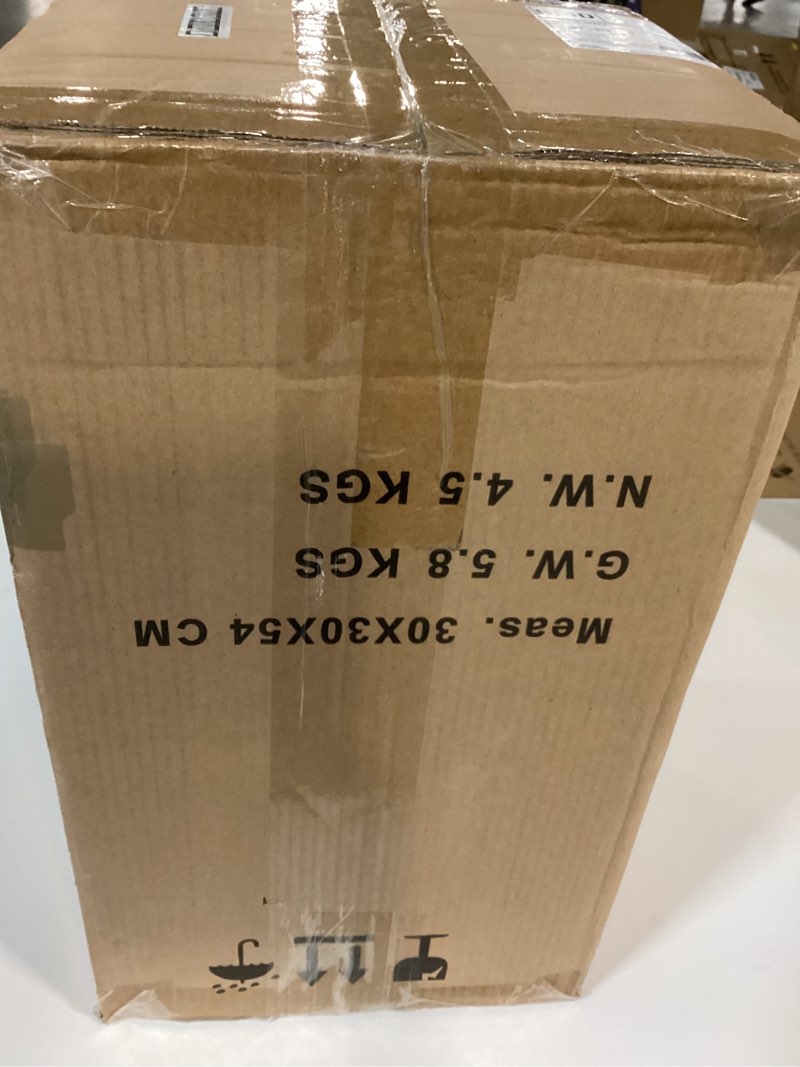 Meas. 30X30X54 CM
G.W. 5.8 KGS
N.W. 4.5 KGS